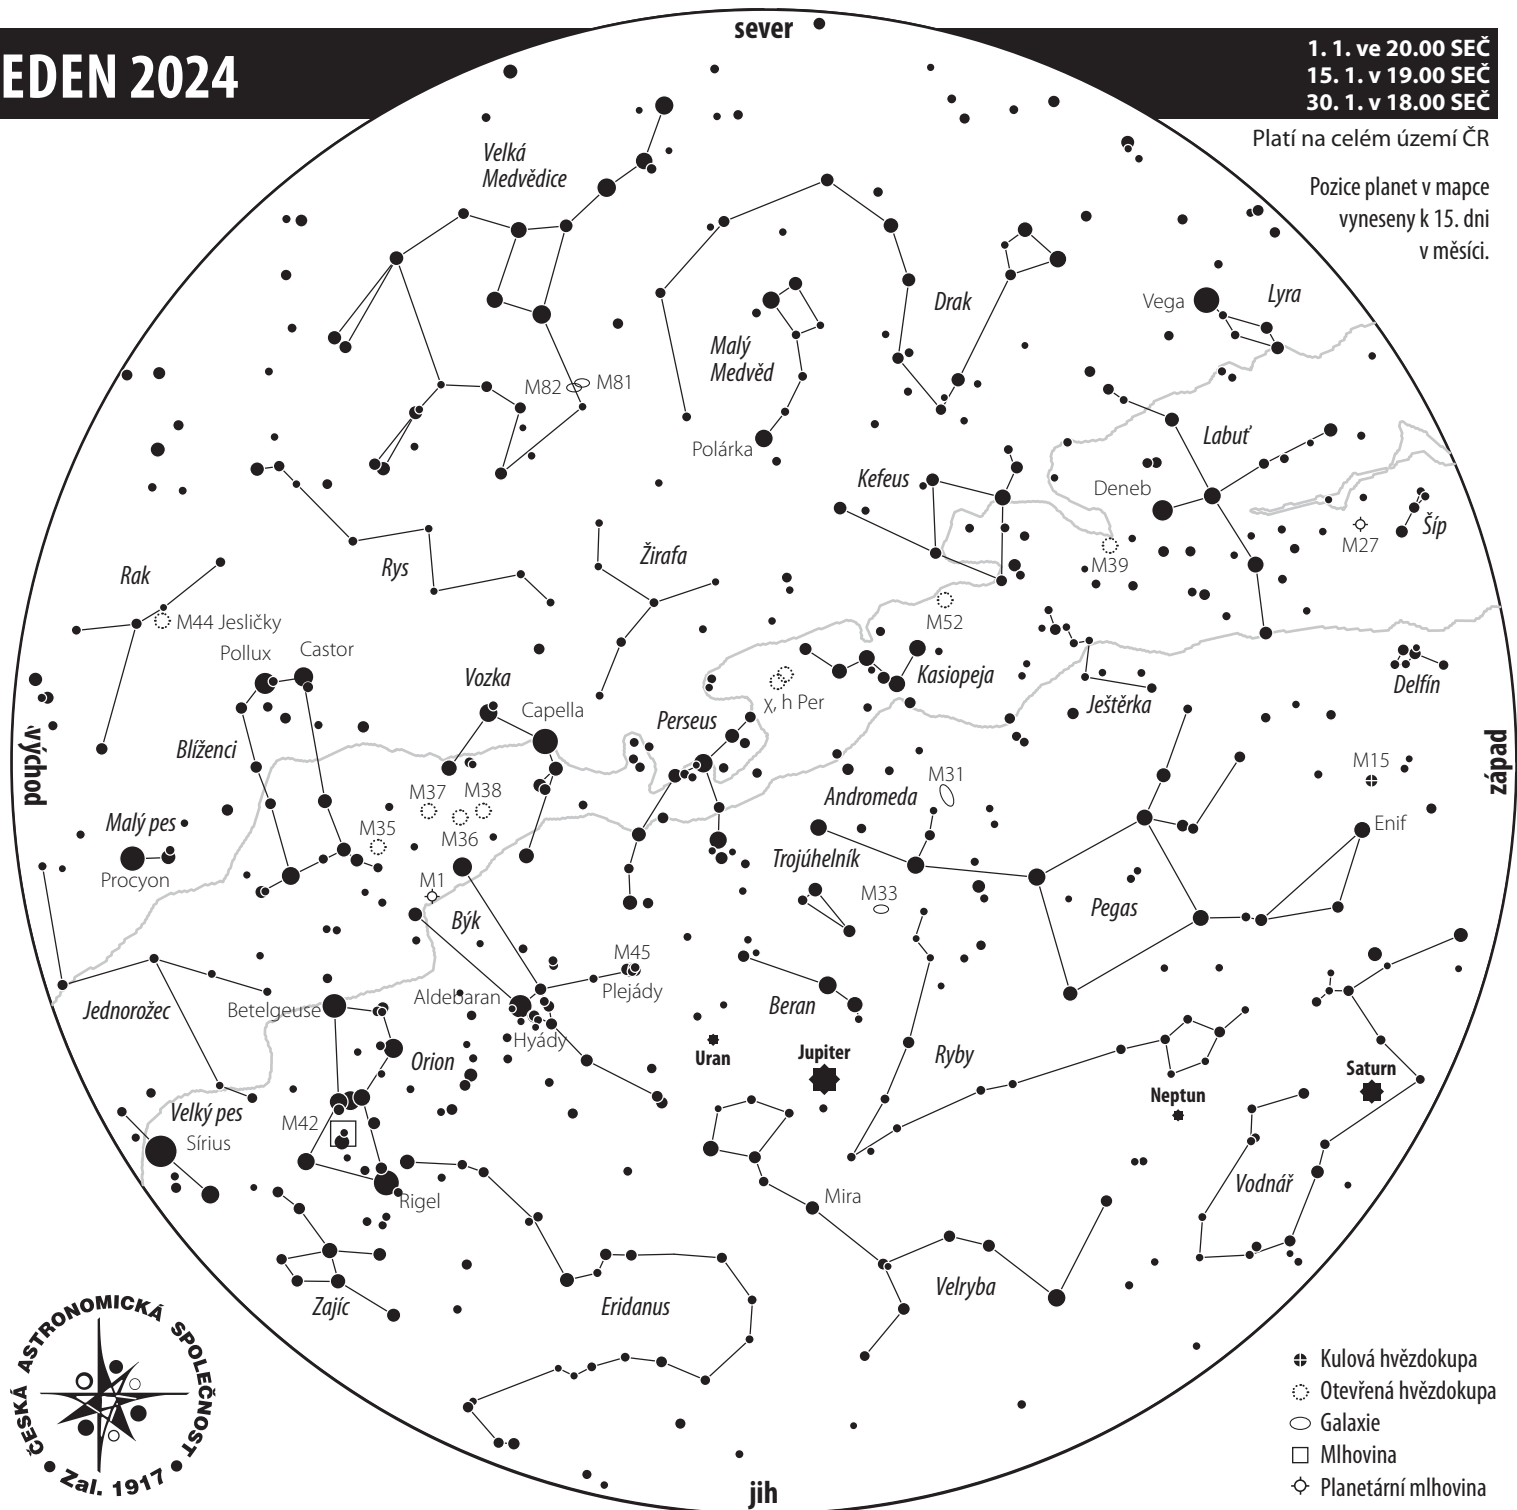 sever
EDEN 2024
1. 1. ve 20.00 SEČ
15. 1. v 19.00 SEČ
30. 1. v 18.00 SEČ
Platí na celém území ČR
Pozice planet v mapce
vyneseny k 15. dni
v měsíci.
Velká
Medvědice
Drak
Vega
Lyra
Malý
Medvěd
M82
M81
Labuť
Polárka
Kefeus
Deneb
Šíp
M27
Rys
Žirafa
M39
Rak
M44 Jesličky
M52
Pollux
Castor
Kasiopeja
Vozka
χ, h Per
Ještěrka
Delfín
Capella
Perseus
Blíženci
východ
západ
M15
M31
Andromeda
M37
M38
M36
M35
Malý pes
Enif
Procyon
Trojúhelník
M1
M33
Býk
Pegas
M45
Plejády
Jednorožec
Betelgeuse
Aldebaran
Beran
Hyády
Orion
Uran
Jupiter
Ryby
Neptun
Saturn
Velký pes
M42
Sírius
Vodnář
Rigel
Mira
Velryba
Zajíc
Eridanus
ČESKÁ ASTRONOMICKÁ SPOLEČNOST
Zal. 1917
Kulová hvězdokupa
Otevřená hvězdokupa
Galaxie
Mlhovina
Planetární mlhovina
jih